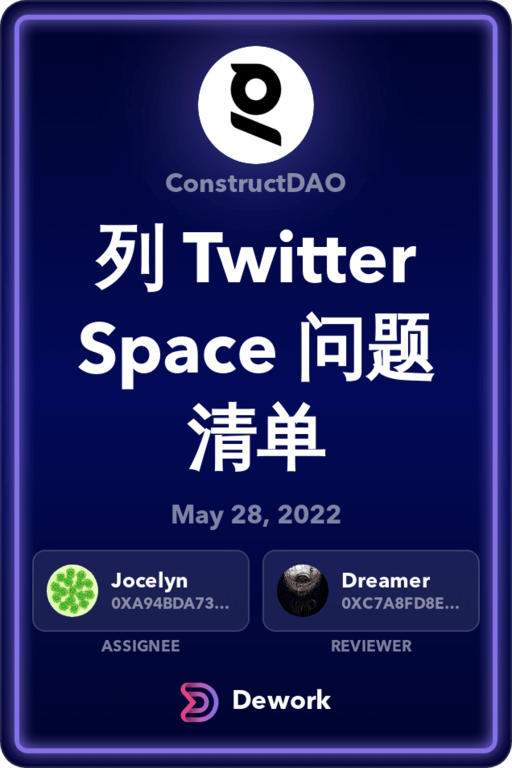 ConstructDAO
列 Twitter
Space 问题
清单
May 28, 2022
Jocelyn
0XA94BDA73...
ASSIGNEE
Dreamer
0XC7A8FD8E...
REVIEWER
Dework